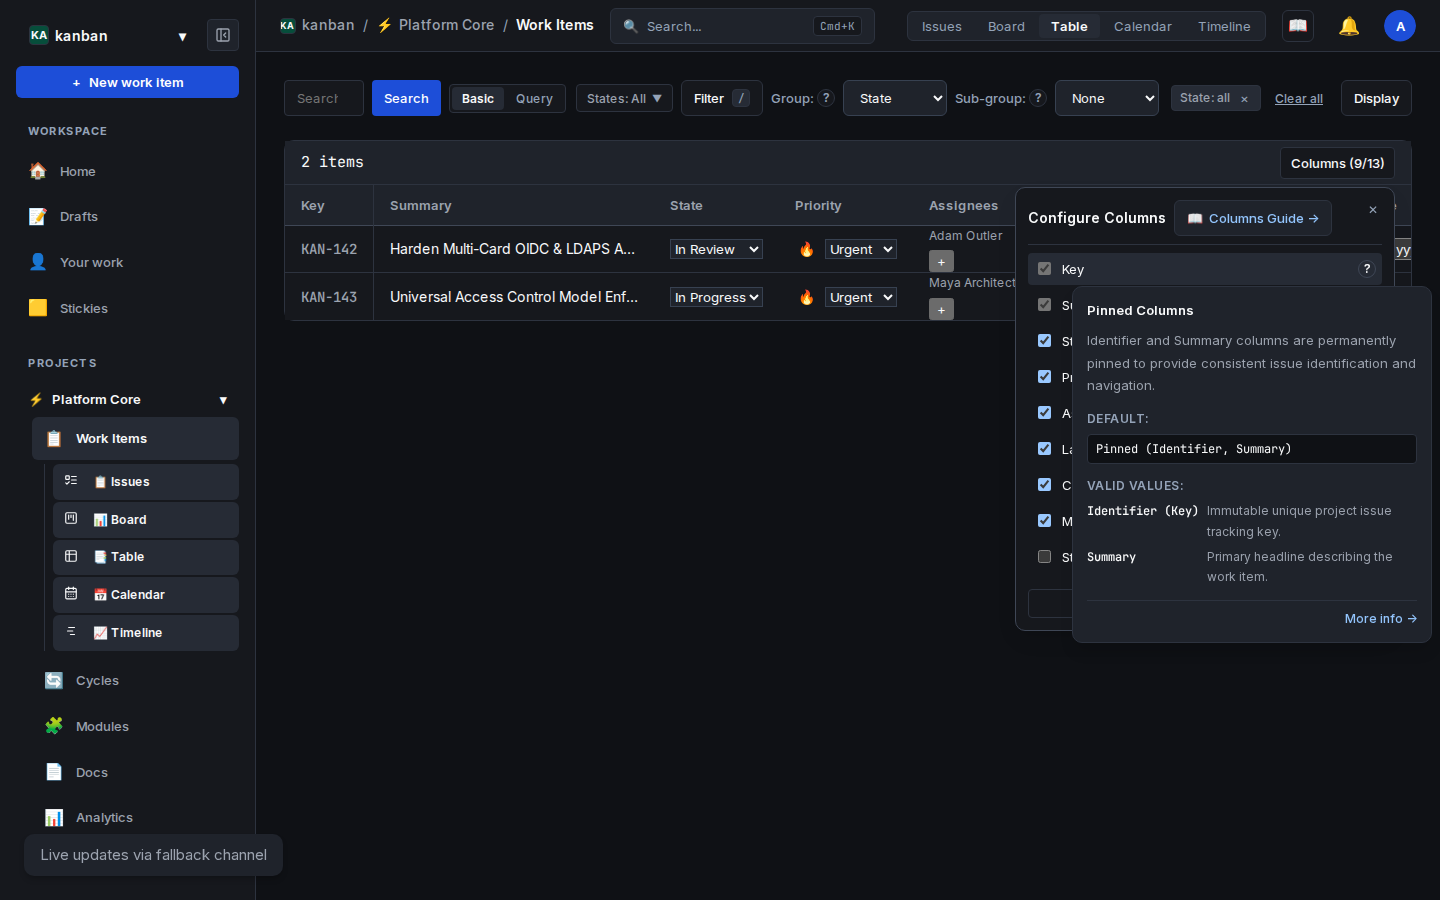 KA kanban ▼
+ New work item
WORKSPACE
Home
Drafts
Your work
Stickies
PROJECTS
Platform Core ▼
Work Items
Issues
Board
Table
Calendar
Timeline
Cycles
Modules
Docs
Analytics
Live updates via fallback channel
KA kanban / Platform Core / Work Items
Search... Cmd+K
Issues Board Table Calendar Timeline
A
Search Search Basic Query States: All ▼ Filter / Group: ? State Sub-group: ? None State: all × Clear all Display
2 items Columns (9/13)
Key Summary State Priority Assignees
KAN-142 Harden Multi-Card OIDC & LDAPS A... In Review Urgent Adam Outler + yy
KAN-143 Universal Access Control Model Enf... In Progress Urgent Maya Architect +
Configure Columns Columns Guide → ×
Key ?
Pinned Columns
Identifier and Summary columns are permanently
pinned to provide consistent issue identification and
navigation.
DEFAULT:
Pinned (Identifier, Summary)
VALID VALUES:
Identifier (Key) Immutable unique project issue
tracking key.
Summary Primary headline describing the
work item.
More info →